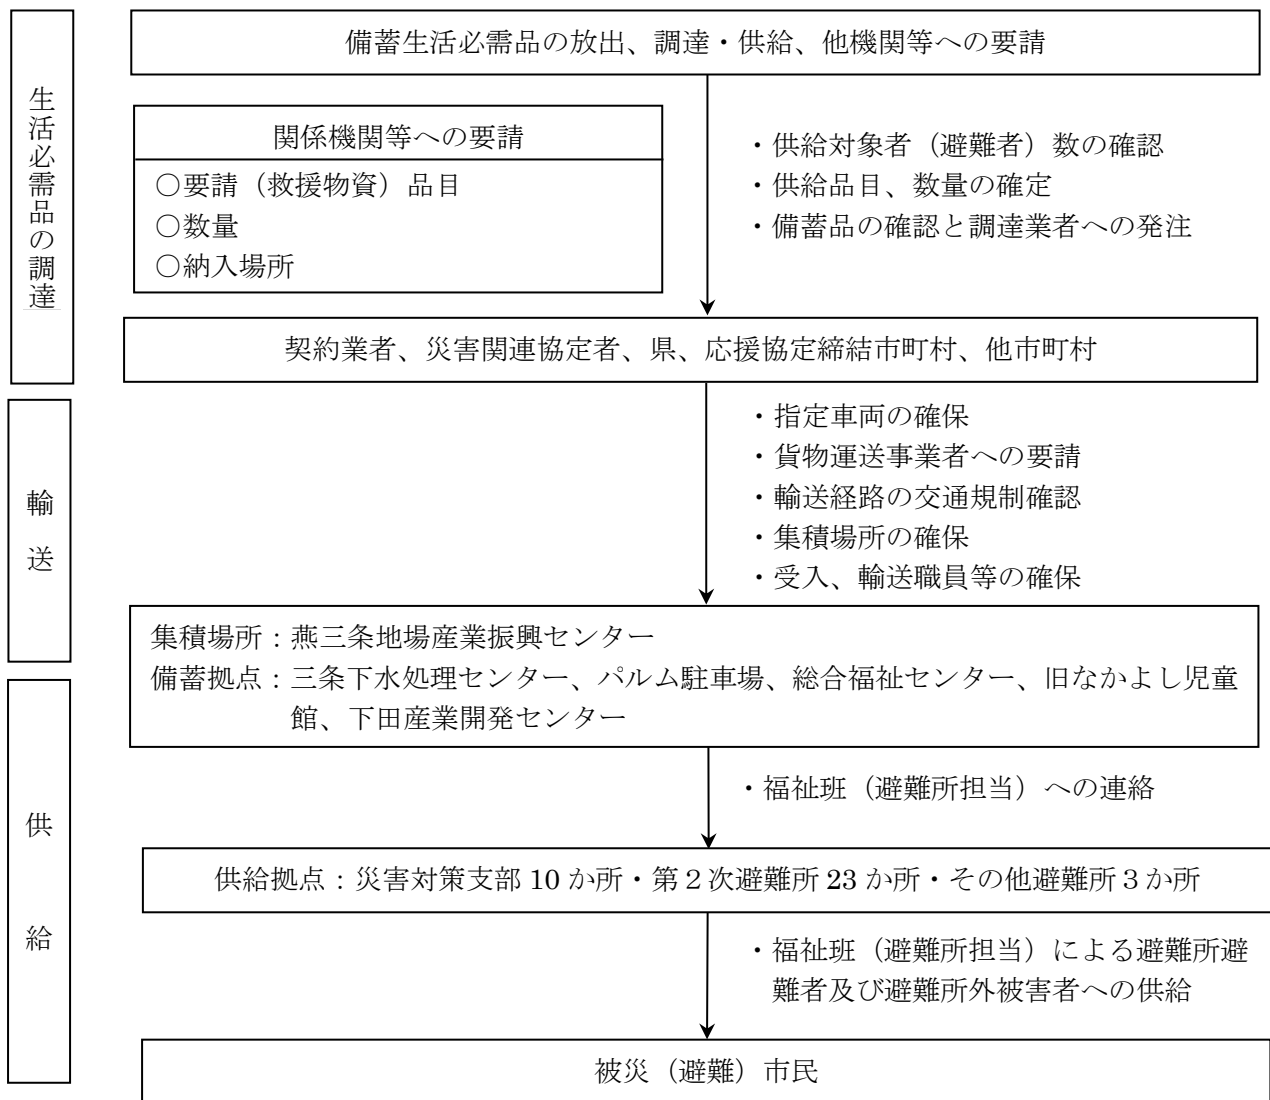 備蓄生活必需品の放出、調達・供給、他機関等への要請
生活必需品の調達
関係機関等への要請
○要請（救援物資）品目
○数量
○納入場所
・供給対象者（避難者）数の確認
・供給品目、数量の確定
・備蓄品の確認と調達業者への発注
契約業者、災害関連協定者、県、応援協定締結市町村、他市町村
輸送
・指定車両の確保
・貨物運送事業者への要請
・輸送経路の交通規制確認
・集積場所の確保
・受入、輸送職員等の確保
集積場所：燕三条地場産業振興センター
備蓄拠点：三条下水処理センター、パルム駐車場、総合福祉センター、旧なかよし児童
館、下田産業開発センター
供給
・福祉班（避難所担当）への連絡
供給拠点：災害対策支部 10 か所・第２次避難所 23 か所・その他避難所３か所
・福祉班（避難所担当）による避難所避
難者及び避難所外被害者への供給
被災（避難）市民